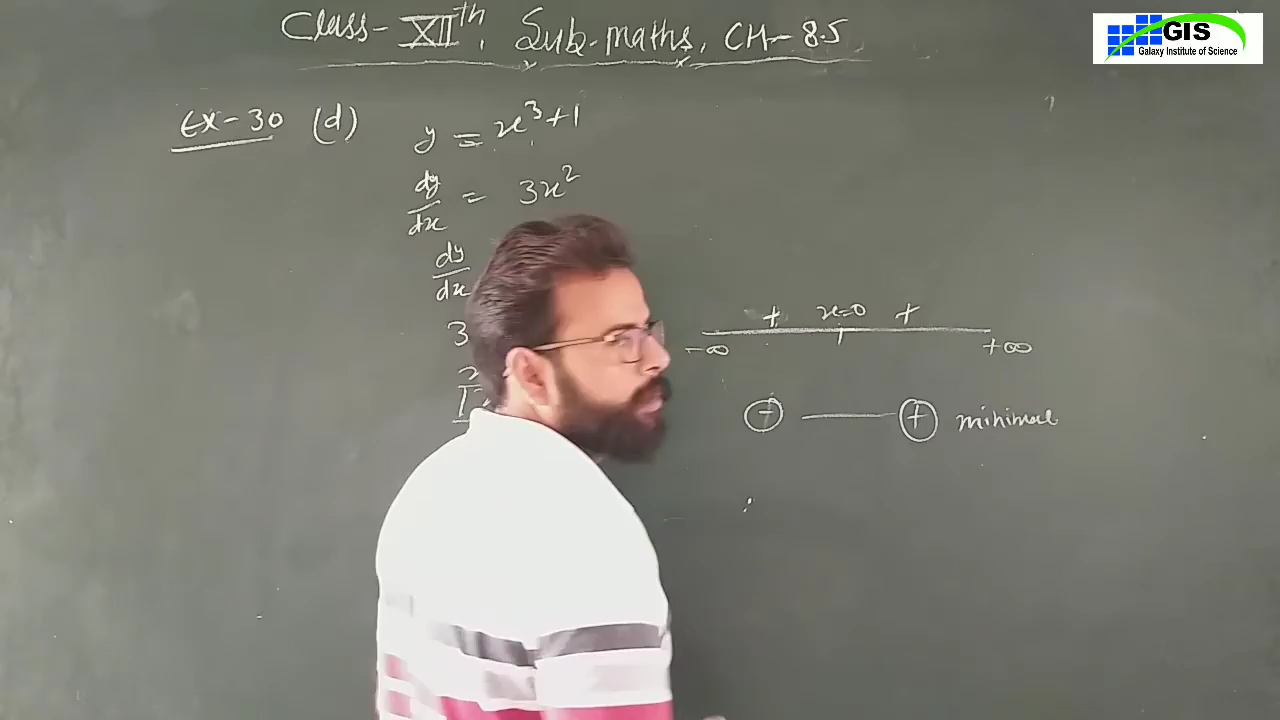 Class-XIIth, Sub-maths, CH-8.5
GIS
Galaxy Institute of Science
Ex-30 (d)
y = x³+1
dy/dx = 3x²
dy/dx
3
+ x=0 +
-∞ +∞
+ minimal